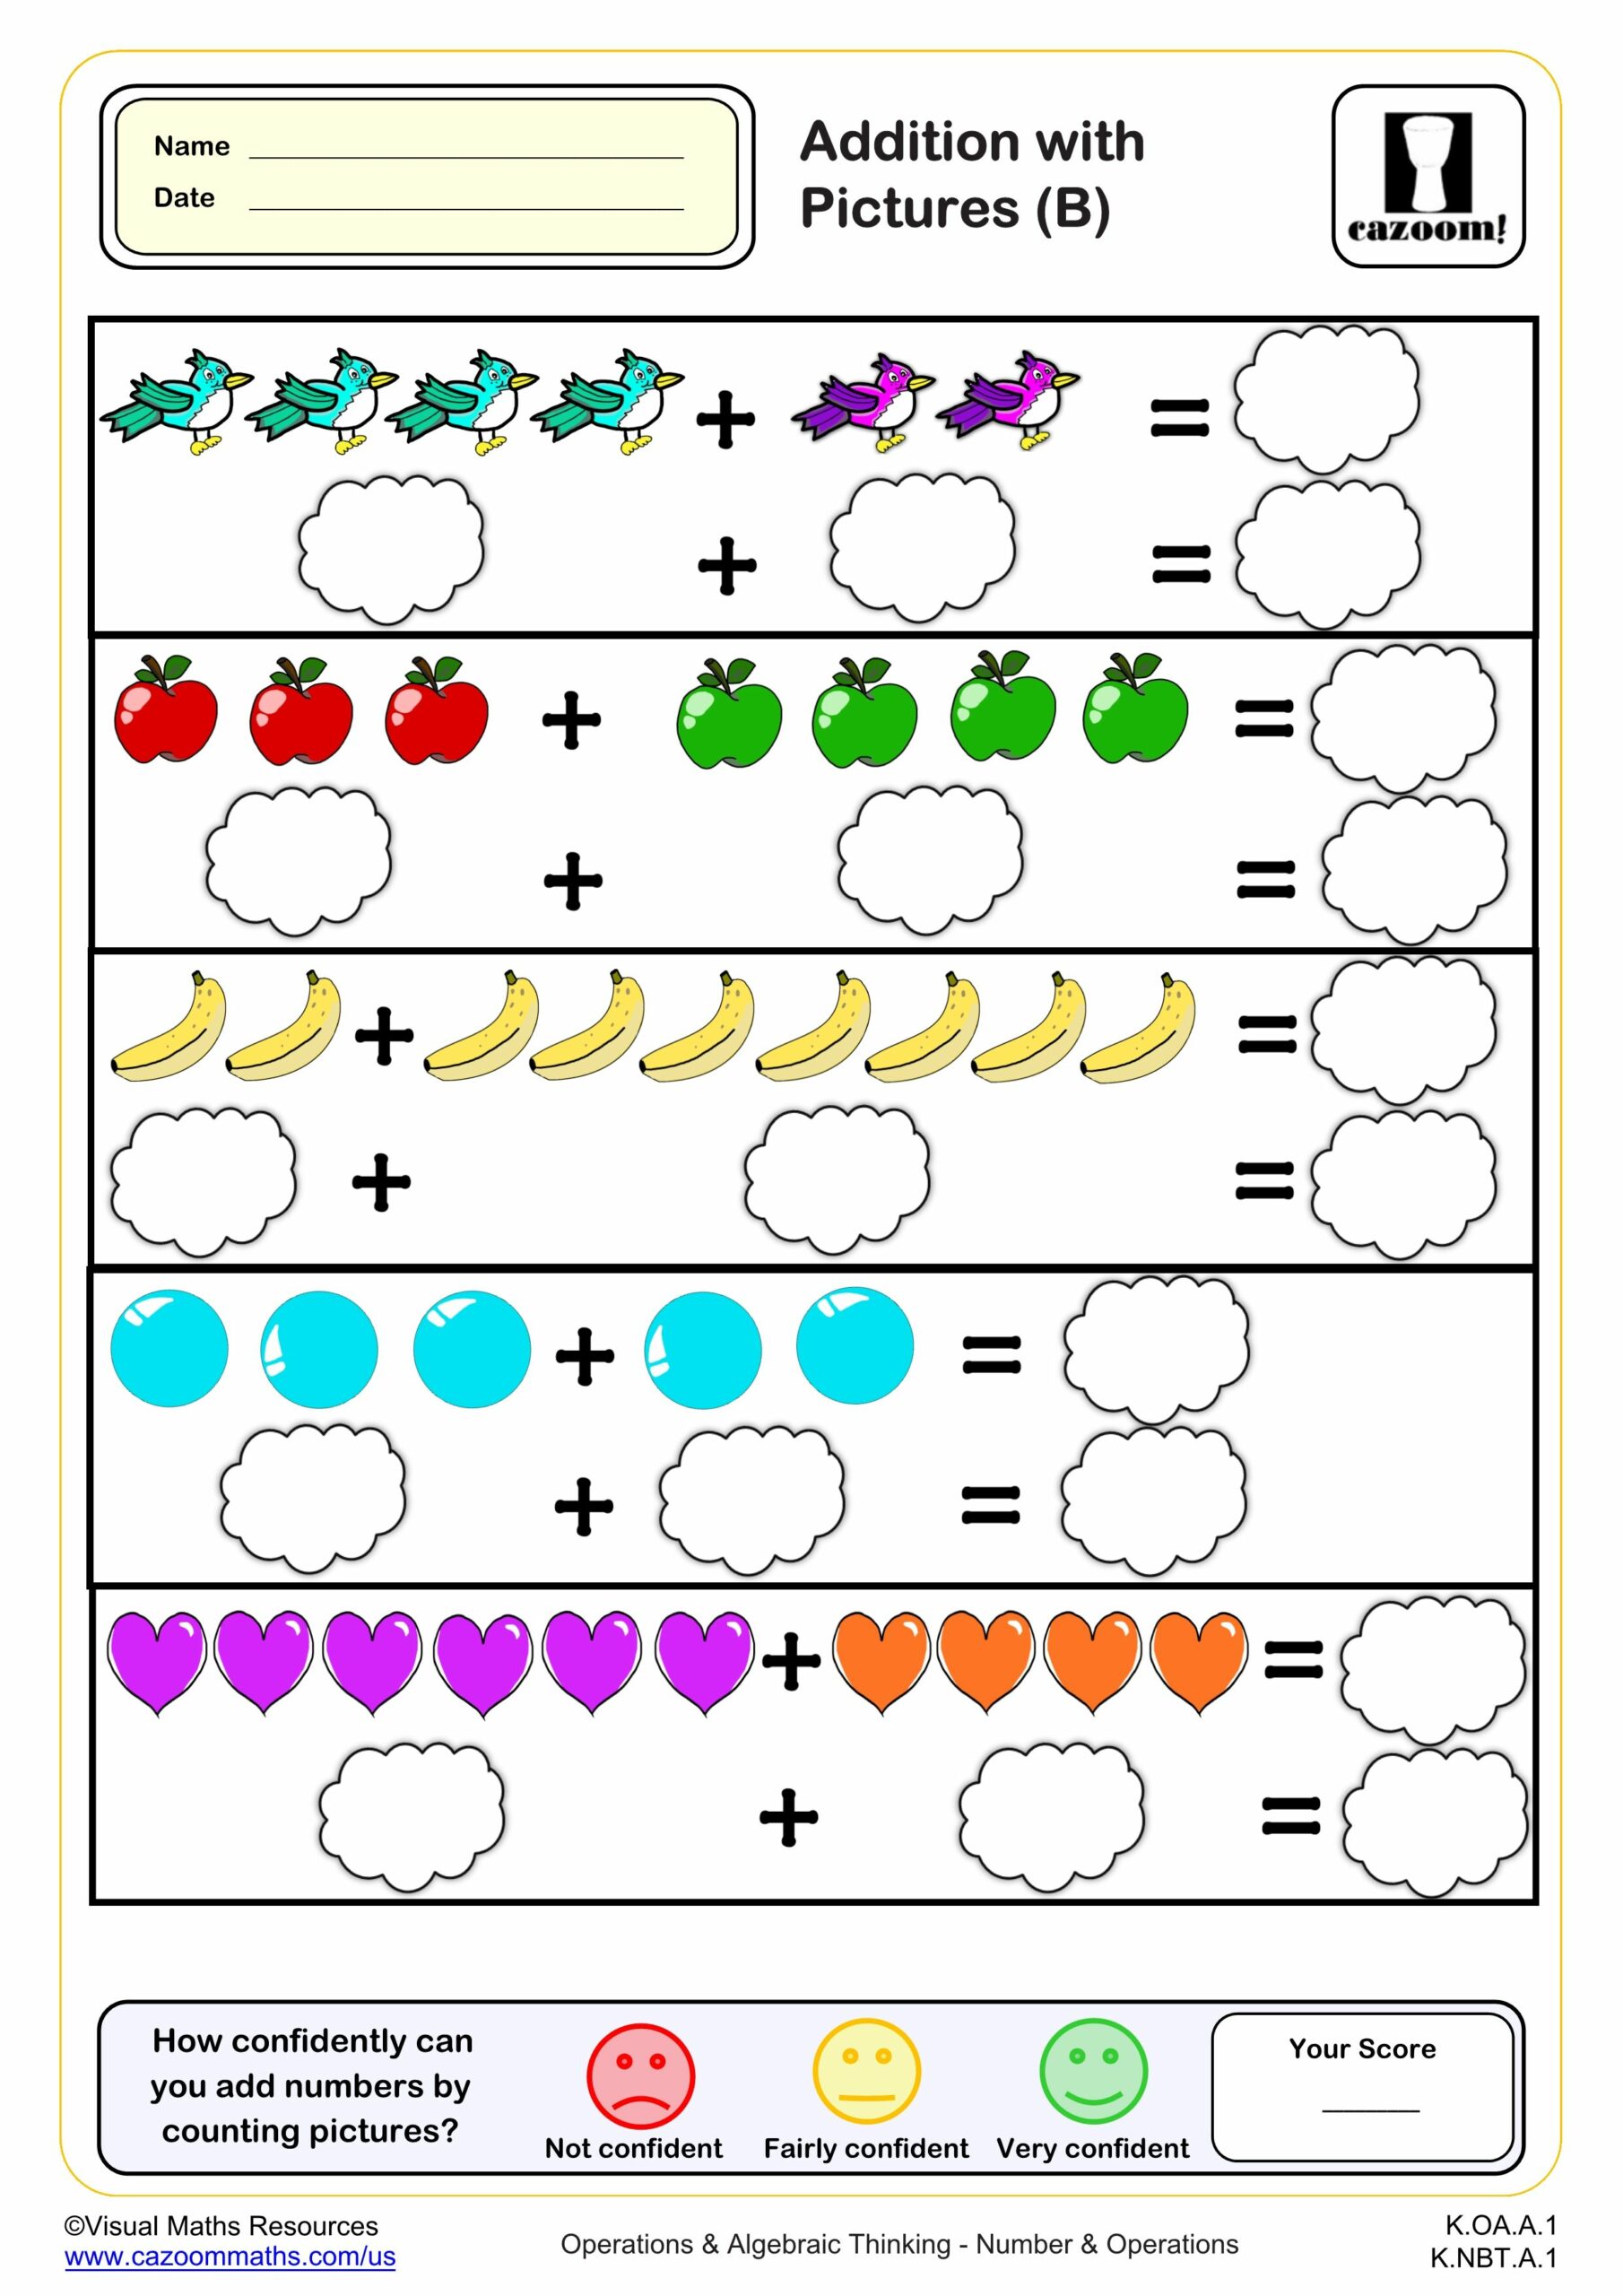 Name
Date
Addition with
Pictures (B)
cazoom!
+ =
+ =
+ =
+ =
+ =
+ =
+ =
+ =
+ =
+ =
How confidently can
you add numbers by
counting pictures?
Not confident
Fairly confident
Very confident
Your Score
©Visual Maths Resources
www.cazoommaths.com/us
Operations & Algebraic Thinking - Number & Operations
K.OA.A.1
K.NBT.A.1